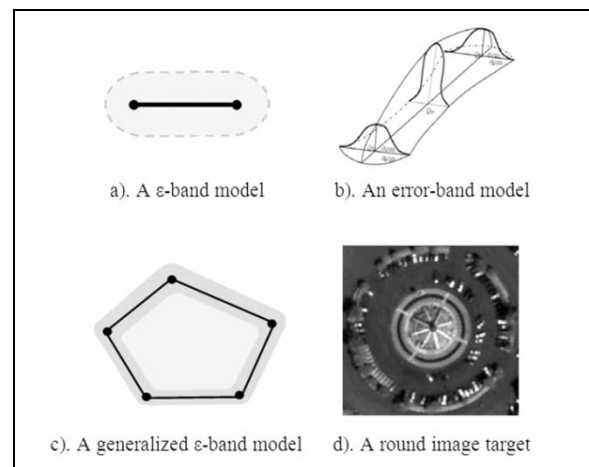 a). A ε-band model
b). An error-band model
c). A generalized ε-band model
d). A round image target